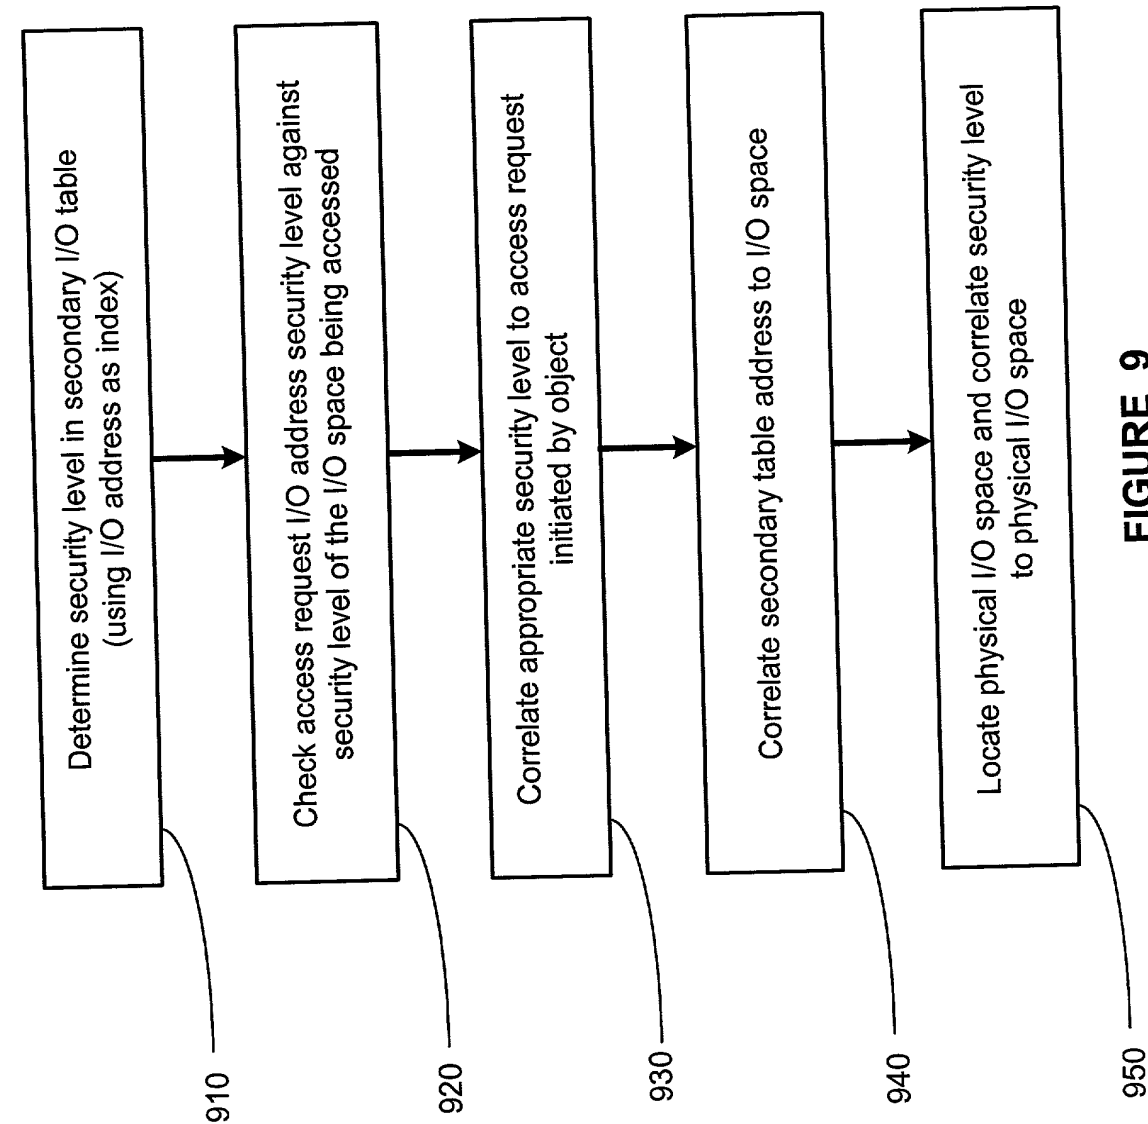 Determine security level in secondary I/O table
(using I/O address as index)
910
Check access request I/O address security level against
security level of the I/O space being accessed
920
Correlate appropriate security level to access request
initiated by object
930
Correlate secondary table address to I/O space
940
Locate physical I/O space and correlate security level
to physical I/O space
950
FIGURE 9